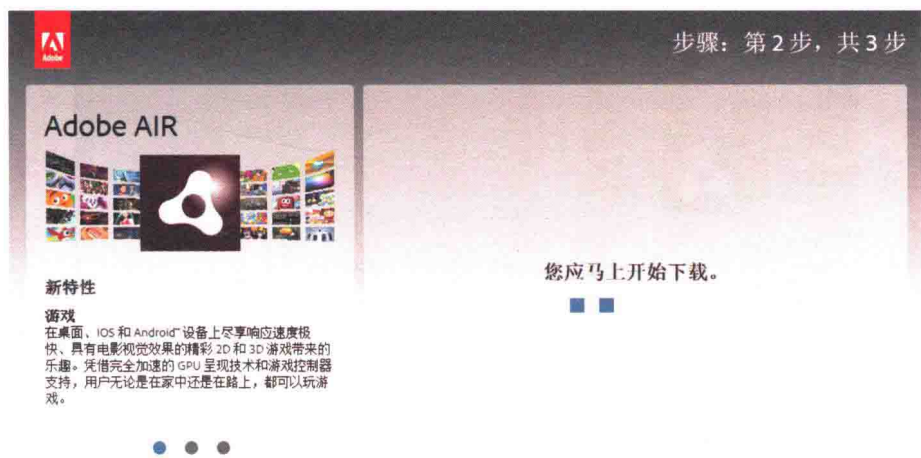 Adobe
步骤：第2步，共3步
Adobe AIR
新特性
游戏
在桌面、IOS 和 Android™ 设备上尽享响应速度极
快、具有电影视觉效果的精彩 2D 和 3D 游戏带来的
乐趣。凭借完全加速的 GPU 呈现技术和游戏控制器
支持，用户无论是在家中还是在路上，都可以玩游
戏。
您应马上开始下载。